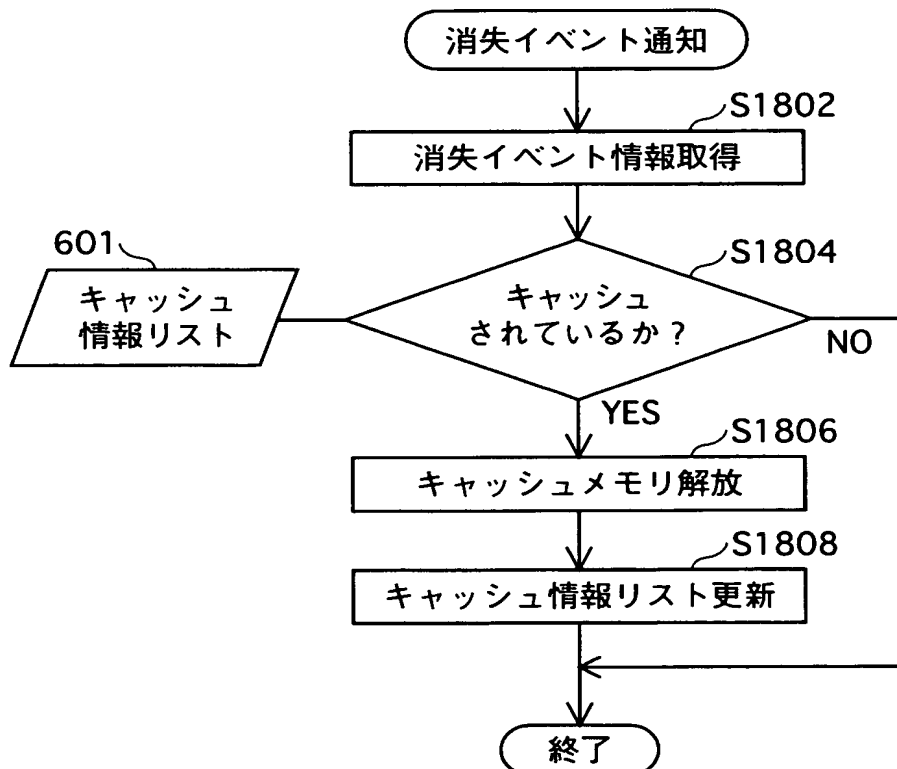 消失イベント通知
S1802
消失イベント情報取得
601
S1804
キャッシュ
情報リスト
キャッシュ
されているか？
NO
YES
S1806
キャッシュメモリ解放
S1808
キャッシュ情報リスト更新
終了